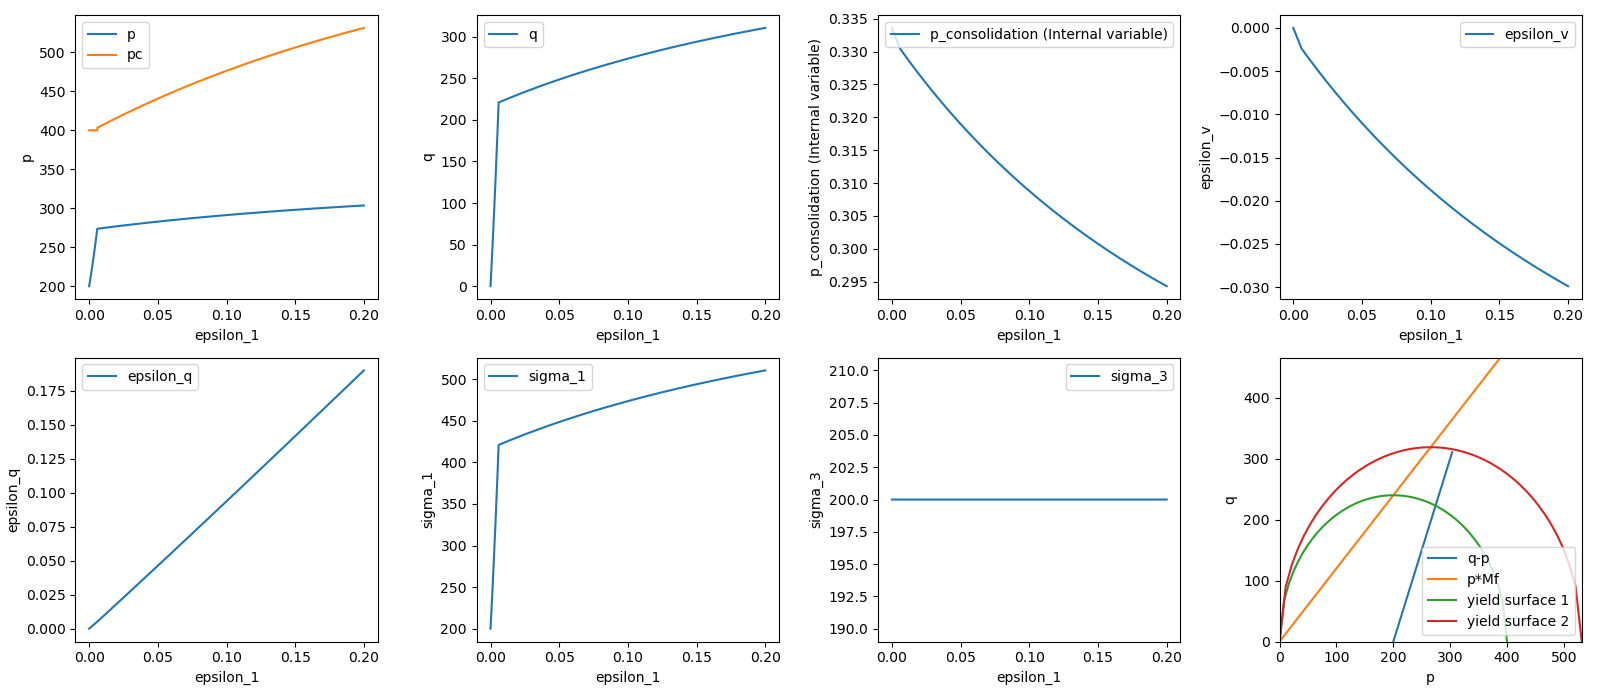 p
pc
500
450
400
350
300
250
200
p
0.00 0.05 0.10 0.15 0.20
epsilon_1
q
300
250
200
150
100
50
0
q
0.00 0.05 0.10 0.15 0.20
epsilon_1
p_consolidation (Internal variable)
0.335
0.330
0.325
0.320
0.315
0.310
0.305
0.300
0.295
p_consolidation (Internal variable)
0.00 0.05 0.10 0.15 0.20
epsilon_1
epsilon_v
0.000
−0.005
−0.010
−0.015
−0.020
−0.025
−0.030
epsilon_v
0.00 0.05 0.10 0.15 0.20
epsilon_1
epsilon_q
0.175
0.150
0.125
0.100
0.075
0.050
0.025
0.000
epsilon_q
0.00 0.05 0.10 0.15 0.20
epsilon_1
sigma_1
500
450
400
350
300
250
200
sigma_1
0.00 0.05 0.10 0.15 0.20
epsilon_1
sigma_3
210.0
207.5
205.0
202.5
200.0
197.5
195.0
192.5
190.0
sigma_3
0.00 0.05 0.10 0.15 0.20
epsilon_1
400
300
200
100
0
q
q-p
p*Mf
yield surface 1
yield surface 2
0 100 200 300 400 500
p